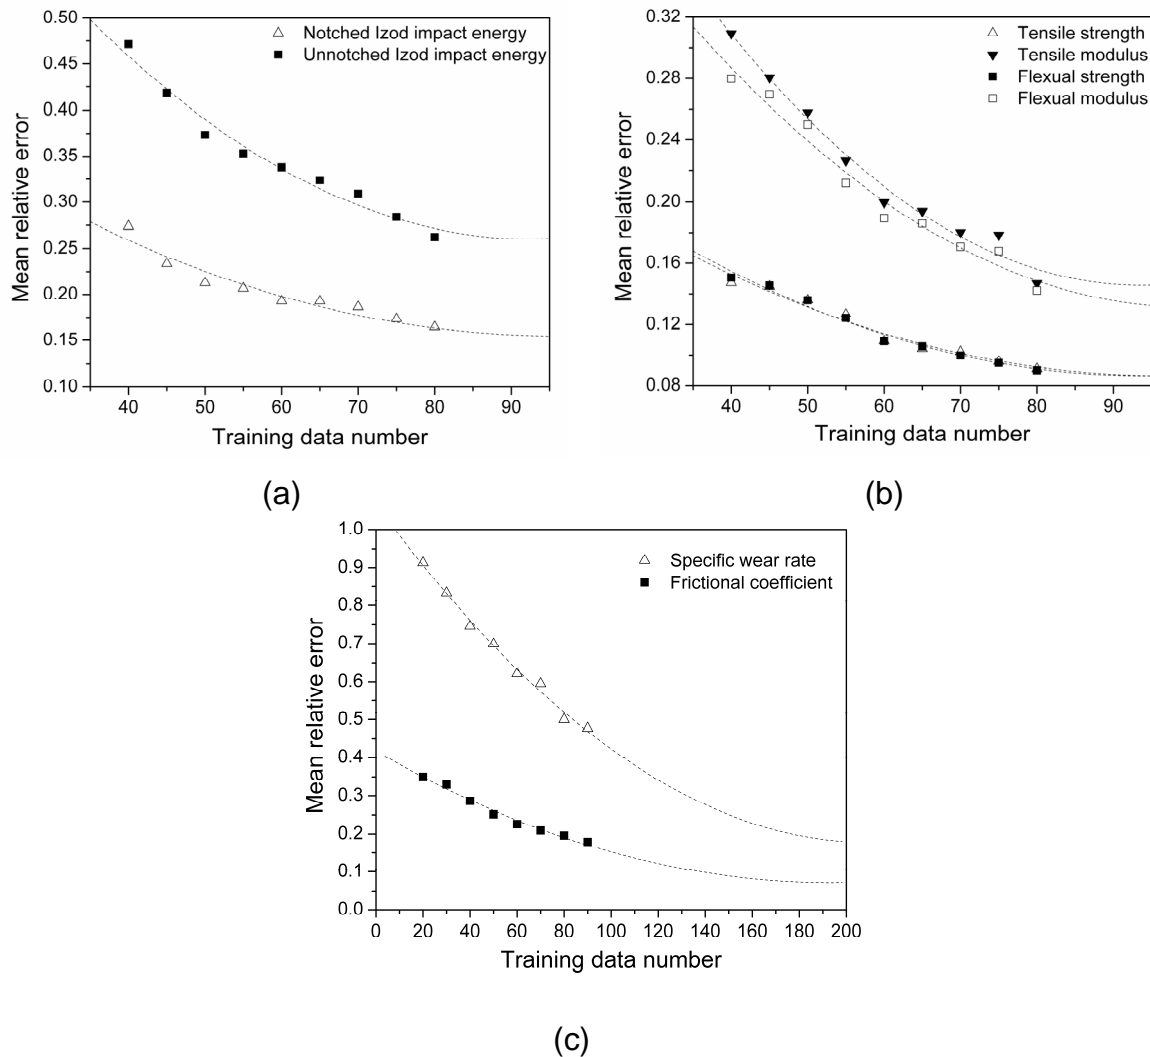 0.50
0.45
0.40
0.35
0.30
0.25
0.20
0.15
0.10
Mean relative error
Notched Izod impact energy
Unnotched Izod impact energy
40 50 60 70 80 90
Training data number
(a)
0.32
0.28
0.24
0.20
0.16
0.12
0.08
Mean relative error
Tensile strength
Tensile modulus
Flexual strength
Flexual modulus
40 50 60 70 80 90
Training data number
(b)
1.0
0.9
0.8
0.7
0.6
0.5
0.4
0.3
0.2
0.1
0.0
Mean relative error
Specific wear rate
Frictional coefficient
0 20 40 60 80 100 120 140 160 180 200
Training data number
(c)